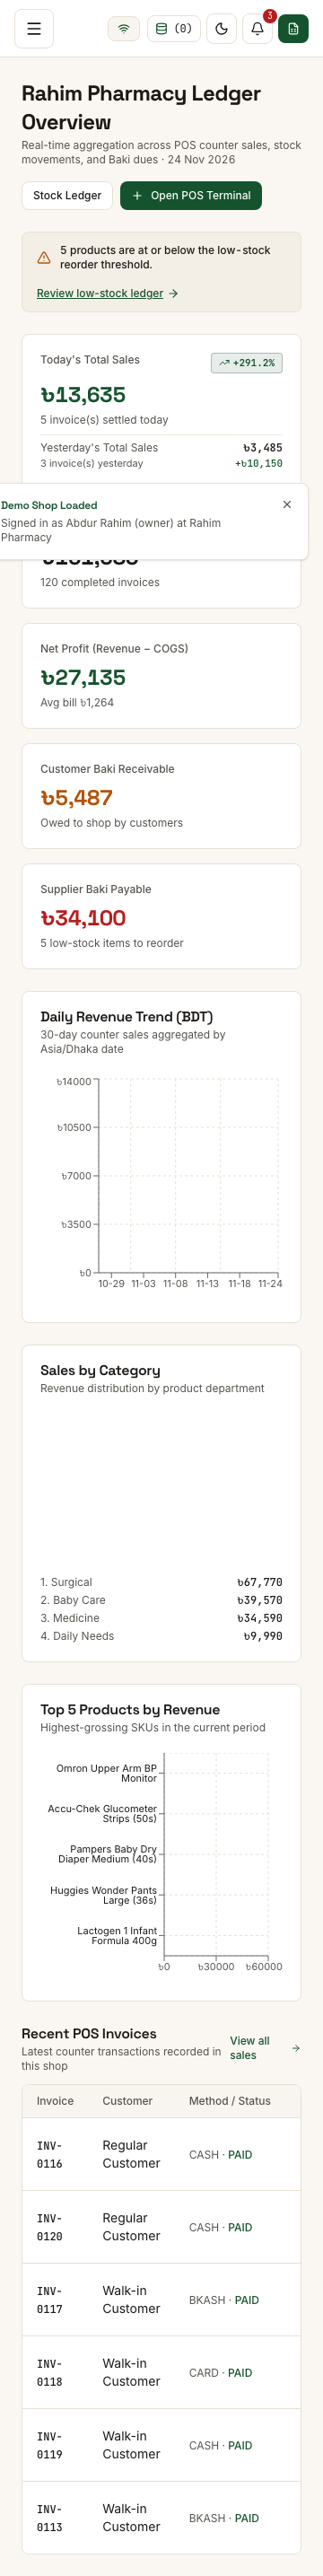 (0)
3
Rahim Pharmacy Ledger
Overview
Real-time aggregation across POS counter sales, stock
movements, and Baki dues · 24 Nov 2026
Stock Ledger
+ Open POS Terminal
5 products are at or below the low-stock
reorder threshold.
Review low-stock ledger →
Today's Total Sales
+291.2%
৳13,635
5 invoice(s) settled today
Yesterday's Total Sales ৳3,485
3 invoice(s) yesterday +৳10,150
Demo Shop Loaded
Signed in as Abdur Rahim (owner) at Rahim
Pharmacy
120 completed invoices
Net Profit (Revenue – COGS)
৳27,135
Avg bill ৳1,264
Customer Baki Receivable
৳5,487
Owed to shop by customers
Supplier Baki Payable
৳34,100
5 low-stock items to reorder
Daily Revenue Trend (BDT)
30-day counter sales aggregated by
Asia/Dhaka date
৳14000
৳10500
৳7000
৳3500
৳0
10-29 11-03 11-08 11-13 11-18 11-24
Sales by Category
Revenue distribution by product department
1. Surgical ৳67,770
2. Baby Care ৳39,570
3. Medicine ৳34,590
4. Daily Needs ৳9,990
Top 5 Products by Revenue
Highest-grossing SKUs in the current period
Omron Upper Arm BP
Monitor
Accu-Chek Glucometer
Strips (50s)
Pampers Baby Dry
Diaper Medium (40s)
Huggies Wonder Pants
Large (36s)
Lactogen 1 Infant
Formula 400g
৳0 ৳30000 ৳60000
Recent POS Invoices
Latest counter transactions recorded in
this shop
View all
sales →
Invoice Customer Method / Status
INV-
0116
Regular
Customer
CASH · PAID
INV-
0120
Regular
Customer
CASH · PAID
INV-
0117
Walk-in
Customer
BKASH · PAID
INV-
0118
Walk-in
Customer
CARD · PAID
INV-
0119
Walk-in
Customer
CASH · PAID
INV-
0113
Walk-in
Customer
BKASH · PAID